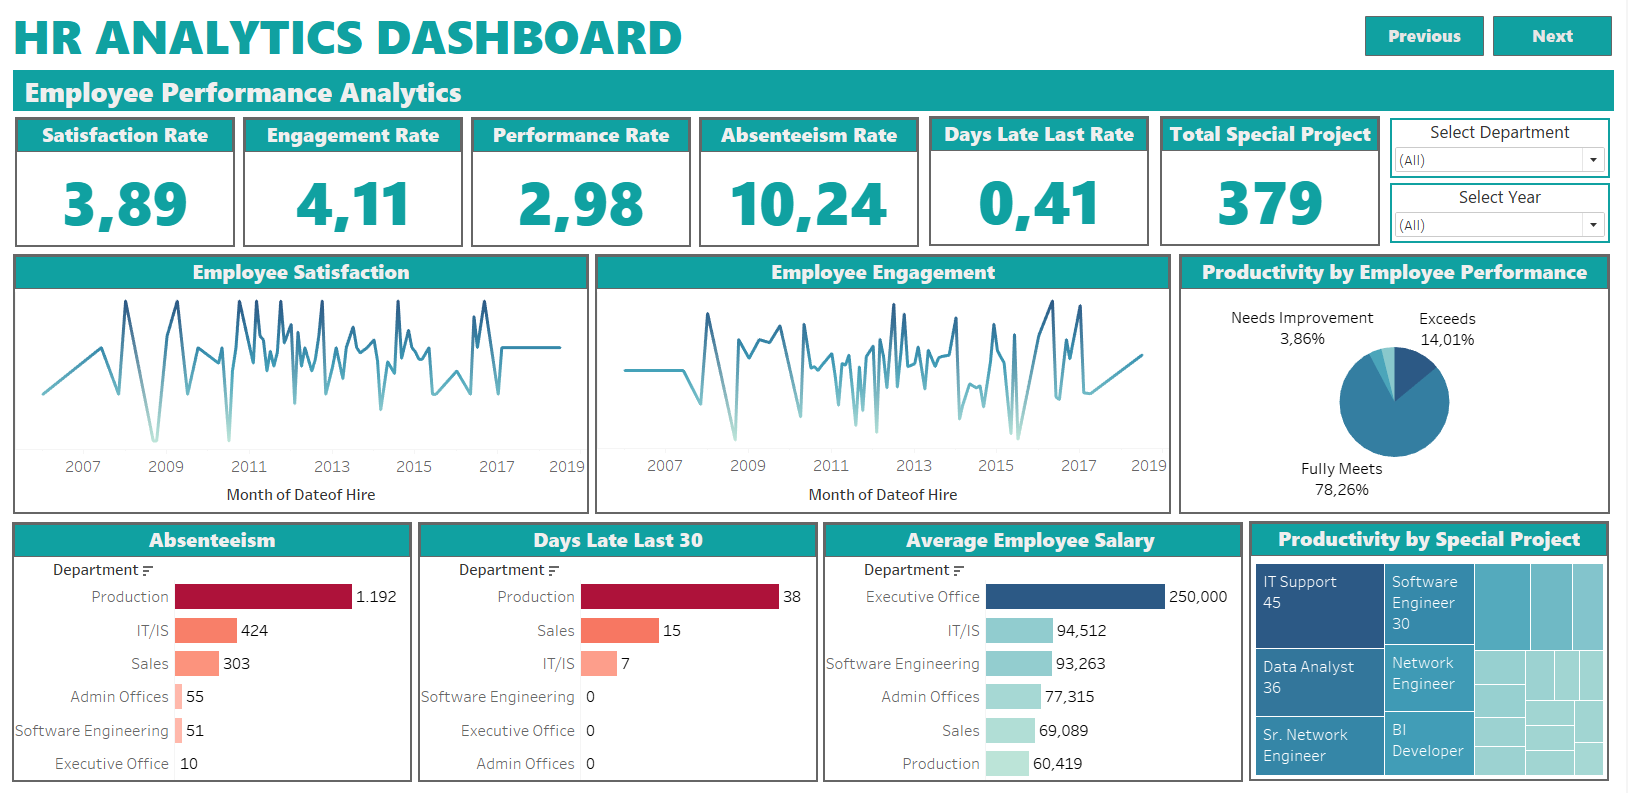 HR ANALYTICS DASHBOARD
Previous
Next
Employee Performance Analytics
Satisfaction Rate
3,89
Engagement Rate
4,11
Performance Rate
2,98
Absenteeism Rate
10,24
Days Late Last Rate
0,41
Total Special Project
379
Select Department
(All)
Select Year
(All)
Employee Satisfaction
2007 2009 2011 2013 2015 2017 2019
Month of Dateof Hire
Employee Engagement
2007 2009 2011 2013 2015 2017 2019
Month of Dateof Hire
Productivity by Employee Performance
Needs Improvement
3,86%
Exceeds
14,01%
Fully Meets
78,26%
Absenteeism
Department
Production 1.192
IT/IS 424
Sales 303
Admin Offices 55
Software Engineering 51
Executive Office 10
Days Late Last 30
Department
Production 38
Sales 15
IT/IS 7
Software Engineering 0
Executive Office 0
Admin Offices 0
Average Employee Salary
Department
Executive Office 250,000
IT/IS 94,512
Software Engineering 93,263
Admin Offices 77,315
Sales 69,089
Production 60,419
Productivity by Special Project
IT Support
45
Data Analyst
36
Sr. Network
Engineer
Software
Engineer
30
Network
Engineer
BI
Developer